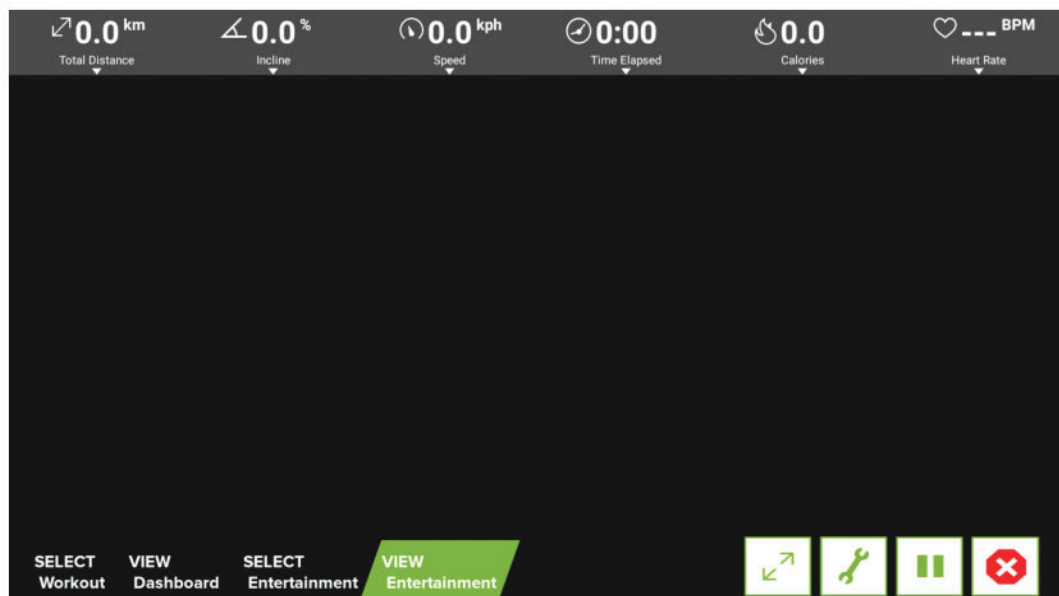 0.0 km
0.0 %
0.0 kph
0:00
0.0
--- BPM
Total Distance
Incline
Speed
Time Elapsed
Calories
Heart Rate
SELECT
Workout
VIEW
Dashboard
SELECT
Entertainment
VIEW
Entertainment